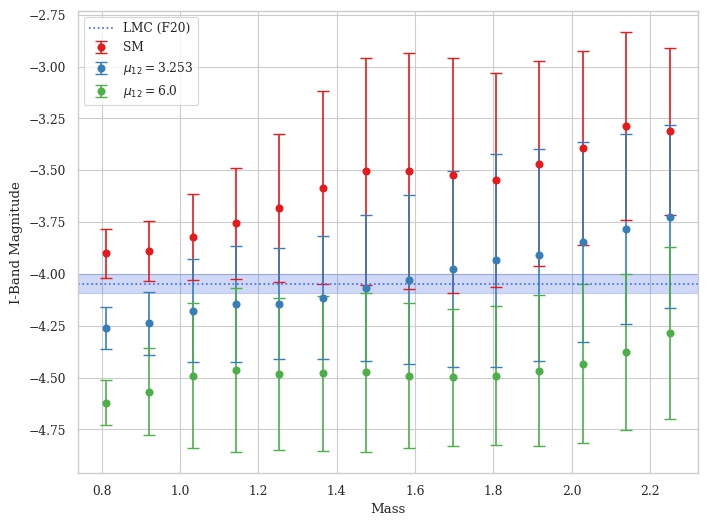 −2.75
−3.00
−3.25
−3.50
−3.75
−4.00
−4.25
−4.50
−4.75
I-Band Magnitude
LMC (F20)
SM
μ₁₂ = 3.253
μ₁₂ = 6.0
0.8 1.0 1.2 1.4 1.6 1.8 2.0 2.2
Mass